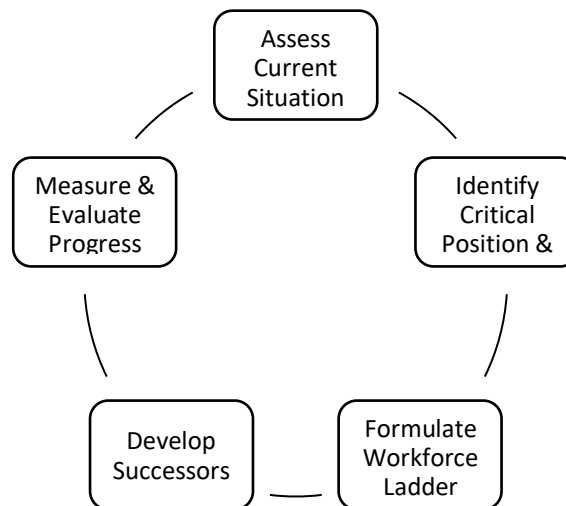 Assess
Current
Situation
Identify
Critical
Position &
Formulate
Workforce
Ladder
Develop
Successors
Measure &
Evaluate
Progress